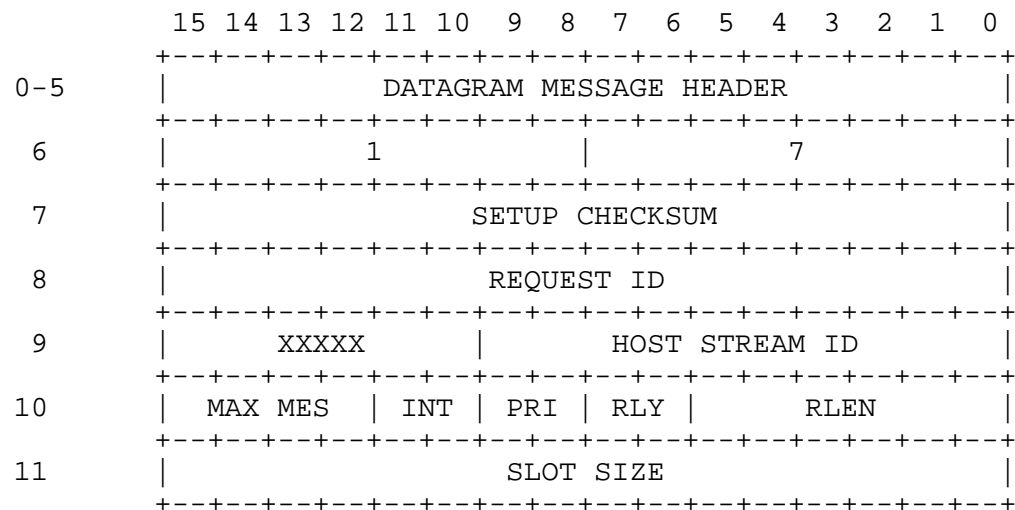 15 14 13 12 11 10 9 8 7 6 5 4 3 2 1 0
+--+--+--+--+--+--+--+--+--+--+--+--+--+--+--+--+
0-5 | DATAGRAM MESSAGE HEADER |
+--+--+--+--+--+--+--+--+--+--+--+--+--+--+--+--+
6 | 1 | 7 |
+--+--+--+--+--+--+--+--+--+--+--+--+--+--+--+--+
7 | SETUP CHECKSUM |
+--+--+--+--+--+--+--+--+--+--+--+--+--+--+--+--+
8 | REQUEST ID |
+--+--+--+--+--+--+--+--+--+--+--+--+--+--+--+--+
9 | XXXXX | HOST STREAM ID |
+--+--+--+--+--+--+--+--+--+--+--+--+--+--+--+--+
10 | MAX MES | INT | PRI | RLY | RLEN |
+--+--+--+--+--+--+--+--+--+--+--+--+--+--+--+--+
11 | SLOT SIZE |
+--+--+--+--+--+--+--+--+--+--+--+--+--+--+--+--+